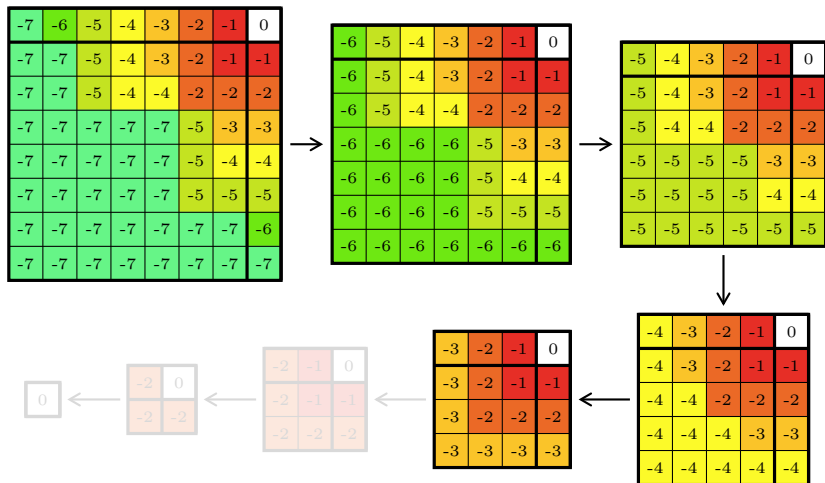 -7 -6 -5 -4 -3 -2 -1 0
-7 -7 -5 -4 -3 -2 -1 -1
-7 -7 -5 -4 -4 -2 -2 -2
-7 -7 -7 -7 -7 -5 -3 -3
-7 -7 -7 -7 -7 -5 -4 -4
-7 -7 -7 -7 -7 -5 -5 -5
-7 -7 -7 -7 -7 -7 -7 -6
-7 -7 -7 -7 -7 -7 -7 -7
-6 -5 -4 -3 -2 -1 0
-6 -5 -4 -3 -2 -1 -1
-6 -5 -4 -4 -2 -2 -2
-6 -6 -6 -6 -5 -3 -3
-6 -6 -6 -6 -5 -4 -4
-6 -6 -6 -6 -5 -5 -5
-6 -6 -6 -6 -6 -6 -6
-5 -4 -3 -2 -1 0
-5 -4 -3 -2 -1 -1
-5 -4 -4 -2 -2 -2
-5 -5 -5 -5 -3 -3
-5 -5 -5 -5 -4 -4
-5 -5 -5 -5 -5 -5
-4 -3 -2 -1 0
-4 -3 -2 -1 -1
-4 -4 -2 -2 -2
-4 -4 -4 -3 -3
-4 -4 -4 -4 -4
-3 -2 -1 0
-3 -2 -1 -1
-3 -2 -2 -2
-3 -3 -3 -3
-2 -1 0
-2 -1 -1
-2 -2 -2
-2 0
-2 -2
0